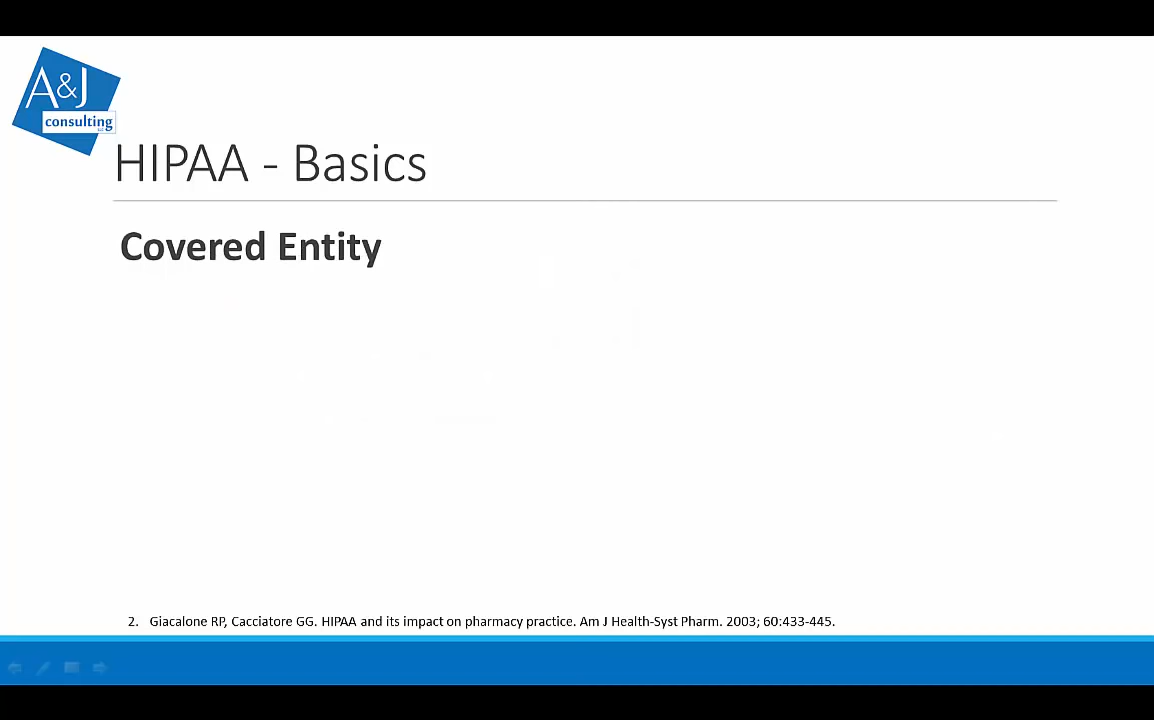 A&J
consulting
LLC
HIPAA - Basics
Covered Entity
2. Giacalone RP, Cacciatore GG. HIPAA and its impact on pharmacy practice. Am J Health-Syst Pharm. 2003; 60:433-445.